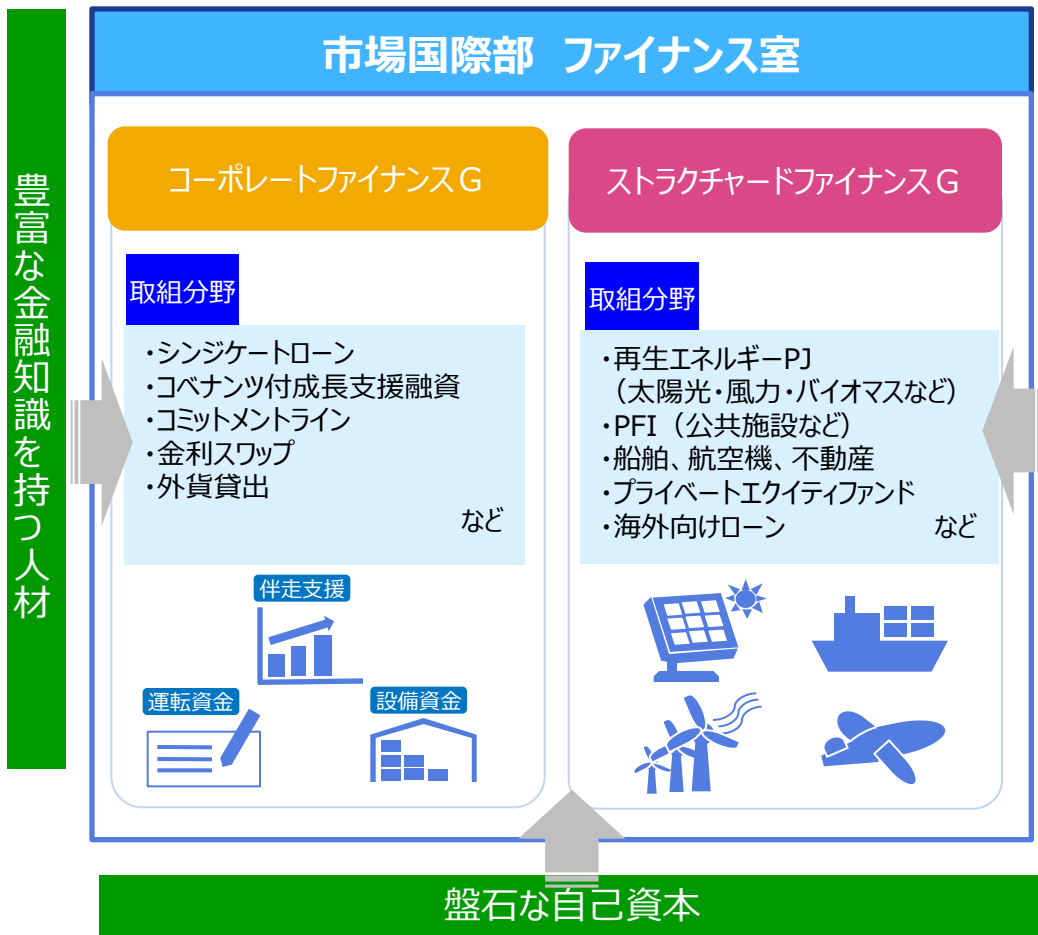 市場国際部 ファイナンス室
豊富な金融知識を持つ人材
コーポレートファイナンスG
取組分野
・シンジケートローン
・コベナンツ付成長支援融資
・コミットメントライン
・金利スワップ
・外貨貸出
など
伴走支援
運転資金
設備資金
ストラクチャードファイナンスG
取組分野
・再生エネルギーPJ
（太陽光・風力・バイオマスなど）
・PFI（公共施設など）
・船舶、航空機、不動産
・プライベートエクイティファンド
・海外向けローン など
盤石な自己資本